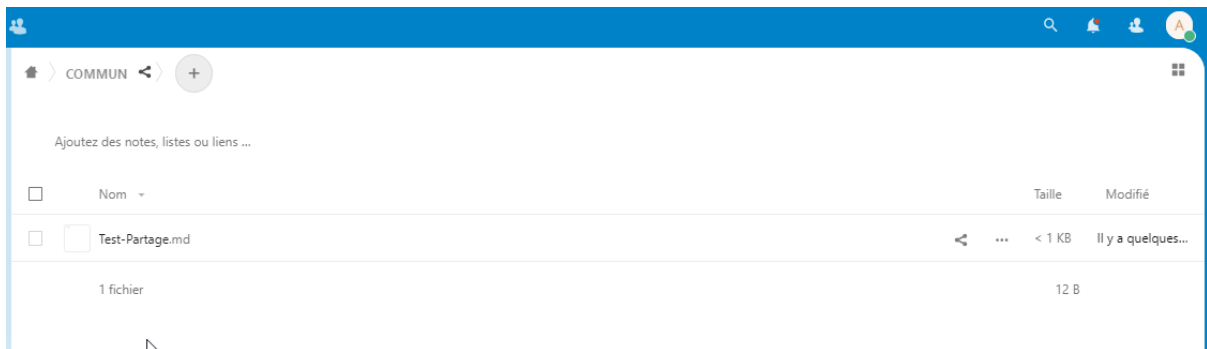 A
COMMUN
Ajoutez des notes, listes ou liens ...
Nom Taille Modifié
Test-Partage.md < 1 KB Il y a quelques...
1 fichier 12 B